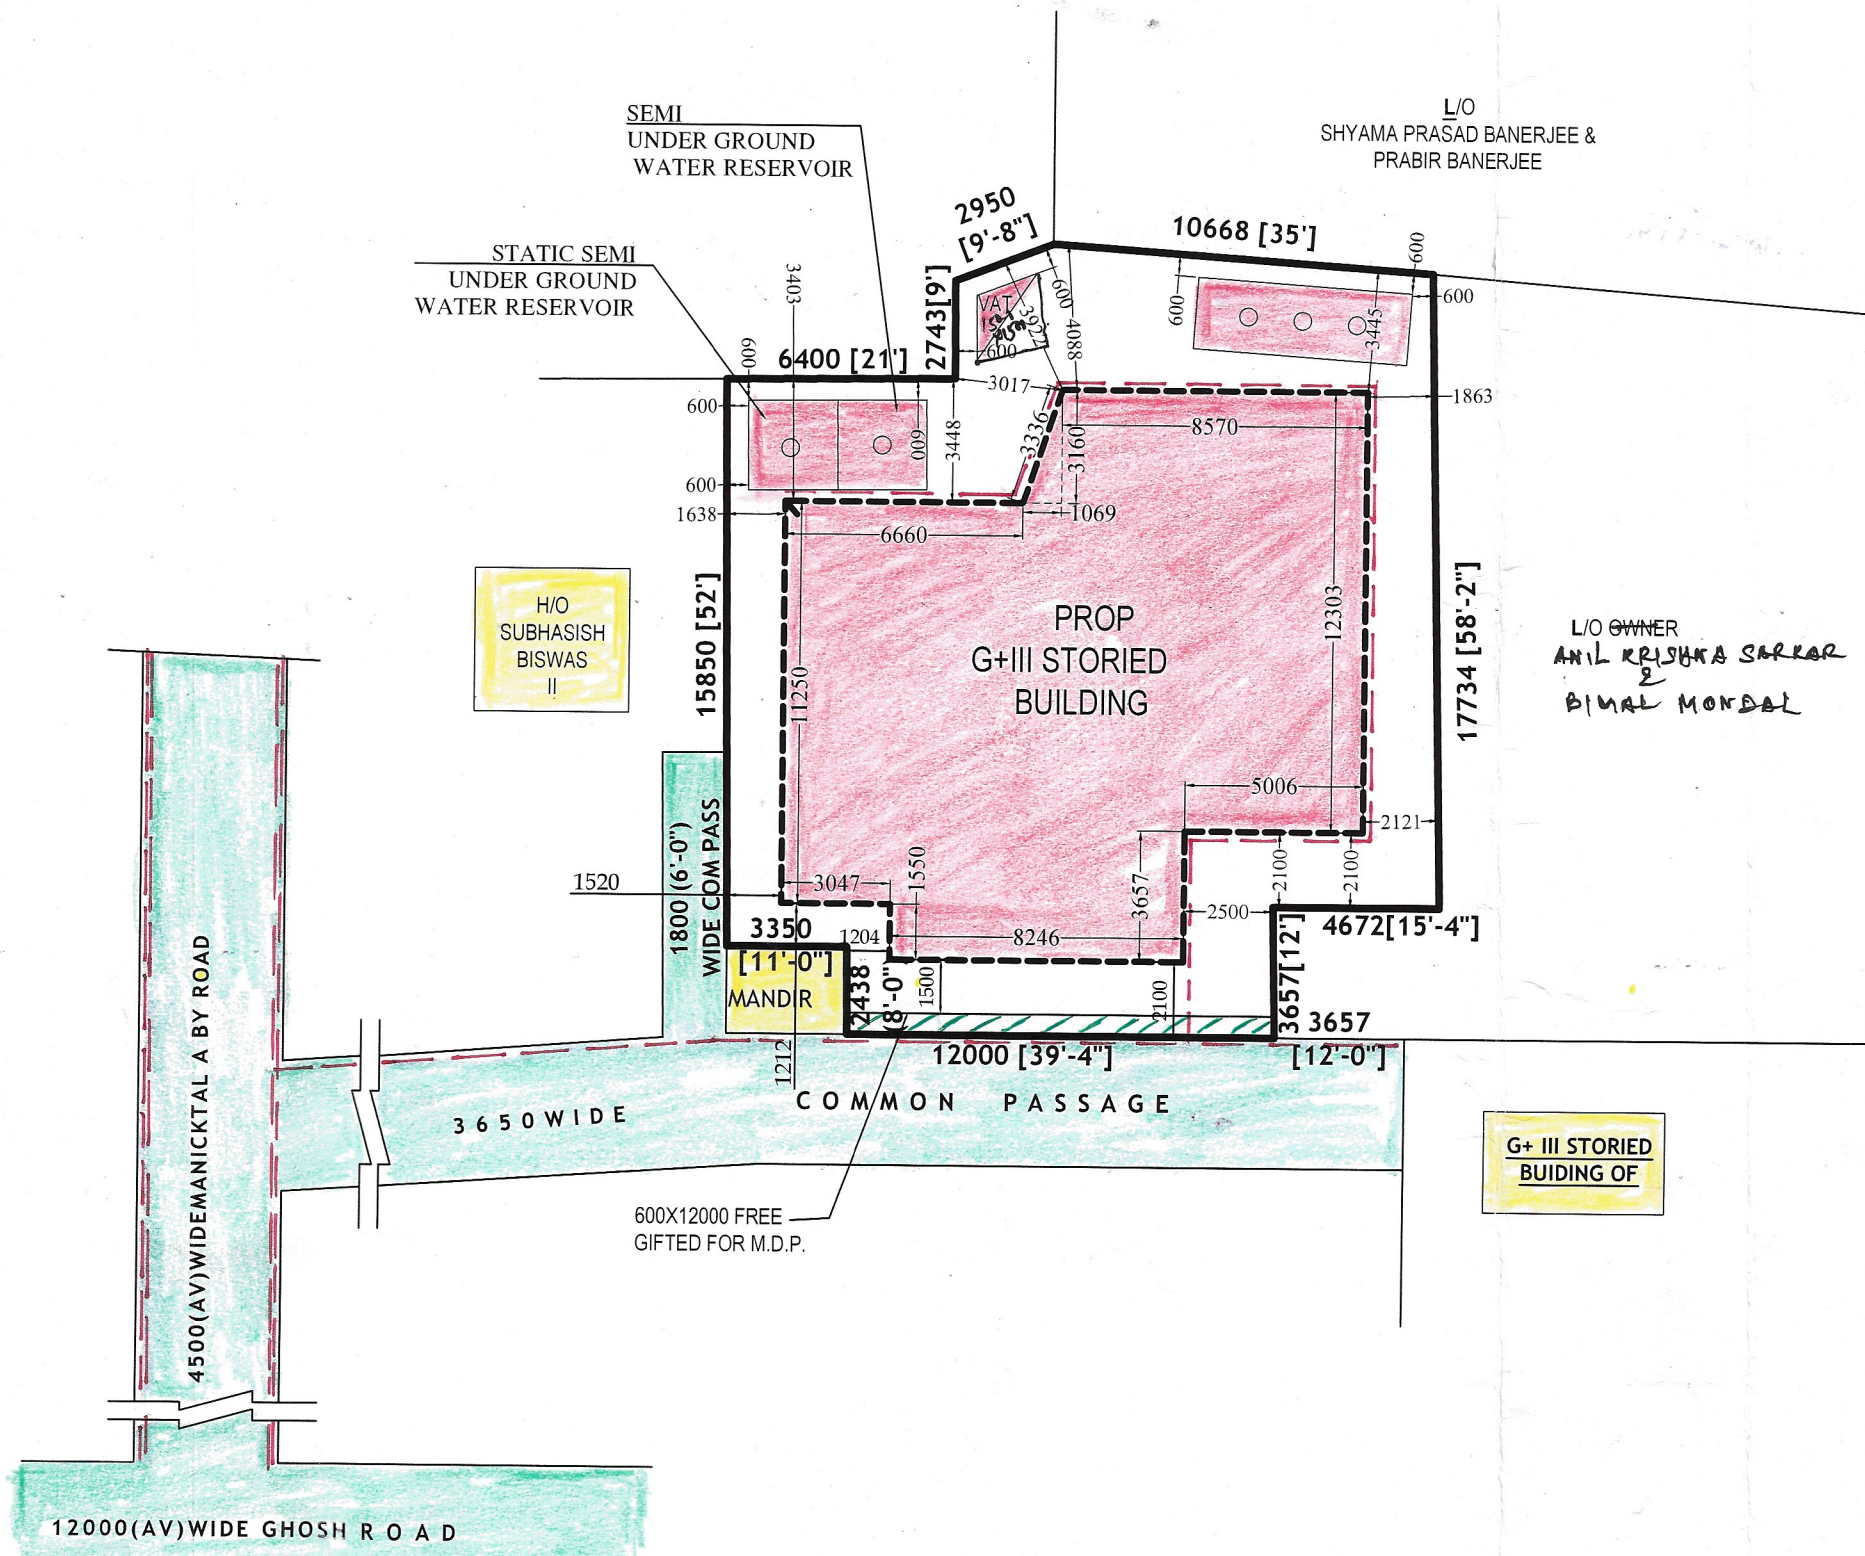 L/O
SHYAMA PRASAD BANERJEE &
PRABIR BANERJEE
SEMI
UNDER GROUND
WATER RESERVOIR
STATIC SEMI
UNDER GROUND
WATER RESERVOIR
2950
[9'-8"]
10668 [35']
2743[9']
6400 [21']
3403
600
600
600
600
600
600
600
600
600
VAT
3922
4088
3445
3017
1863
3448
3336
3160
8570
1638
1069
6660
12303
11250
15850 [52']
17734 [58'-2"]
H/O
SUBHASISH
BISWAS
II
PROP
G+III STORIED
BUILDING
L/O OWNER
ANIL KRISHNA SARKAR
&
BIMAL MONDAL
5006
2121
2100
2100
3657
2500
1520
3047
1550
8246
1204
3350
[11'-0"]
4672[15'-4"]
3657[12']
3657
[12'-0"]
2438
(8'-0")
1500
2100
1212
MANDIR
12000 [39'-4"]
1800 (6'-0")
WIDE COM PASS
COMMON PASSAGE
3650WIDE
600X12000 FREE
GIFTED FOR M.D.P.
G+ III STORIED
BUIDING OF
4500(AV)WIDEMANICKTAL A BY ROAD
12000(AV)WIDE GHOSH ROAD